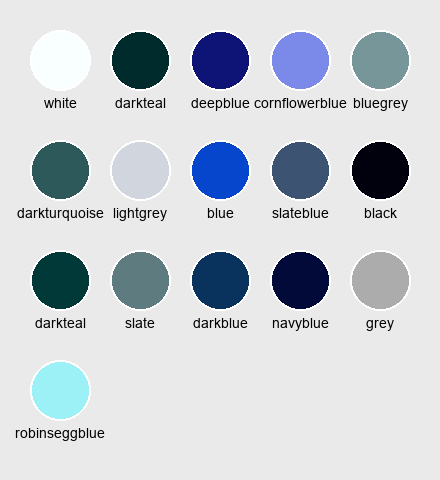 white darkteal deepblue cornflowerblue bluegrey
darkturquoise lightgrey blue slateblue black
darkteal slate darkblue navyblue grey
robinseggblue